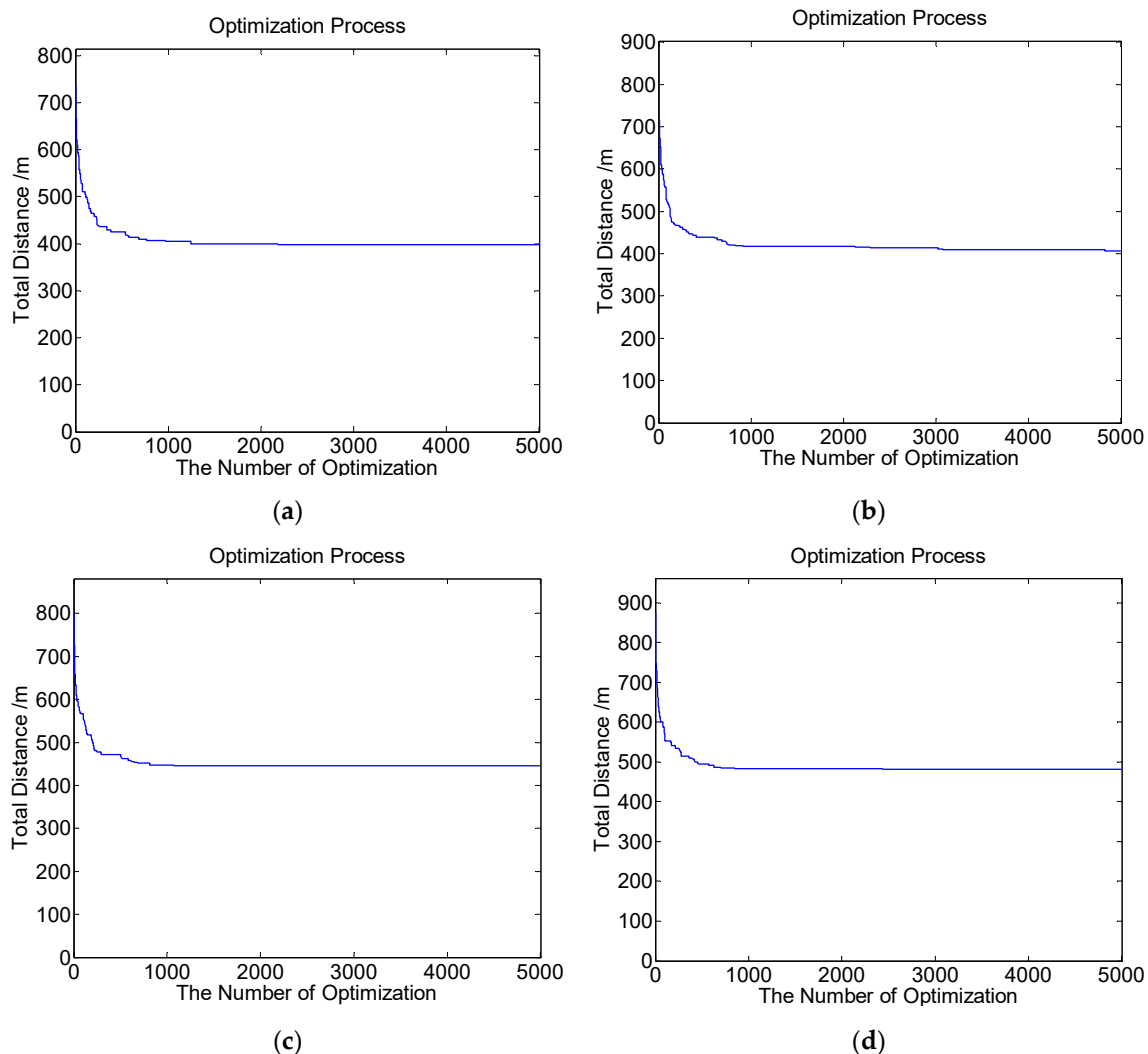 Optimization Process
800
700
600
500
400
300
200
100
0
Total Distance /m
0 1000 2000 3000 4000 5000
The Number of Optimization
(a)
Optimization Process
900
800
700
600
500
400
300
200
100
0
Total Distance /m
0 1000 2000 3000 4000 5000
The Number of Optimization
(b)
Optimization Process
800
700
600
500
400
300
200
100
0
Total Distance /m
0 1000 2000 3000 4000 5000
The Number of Optimization
(c)
Optimization Process
900
800
700
600
500
400
300
200
100
0
Total Distance /m
0 1000 2000 3000 4000 5000
The Number of Optimization
(d)